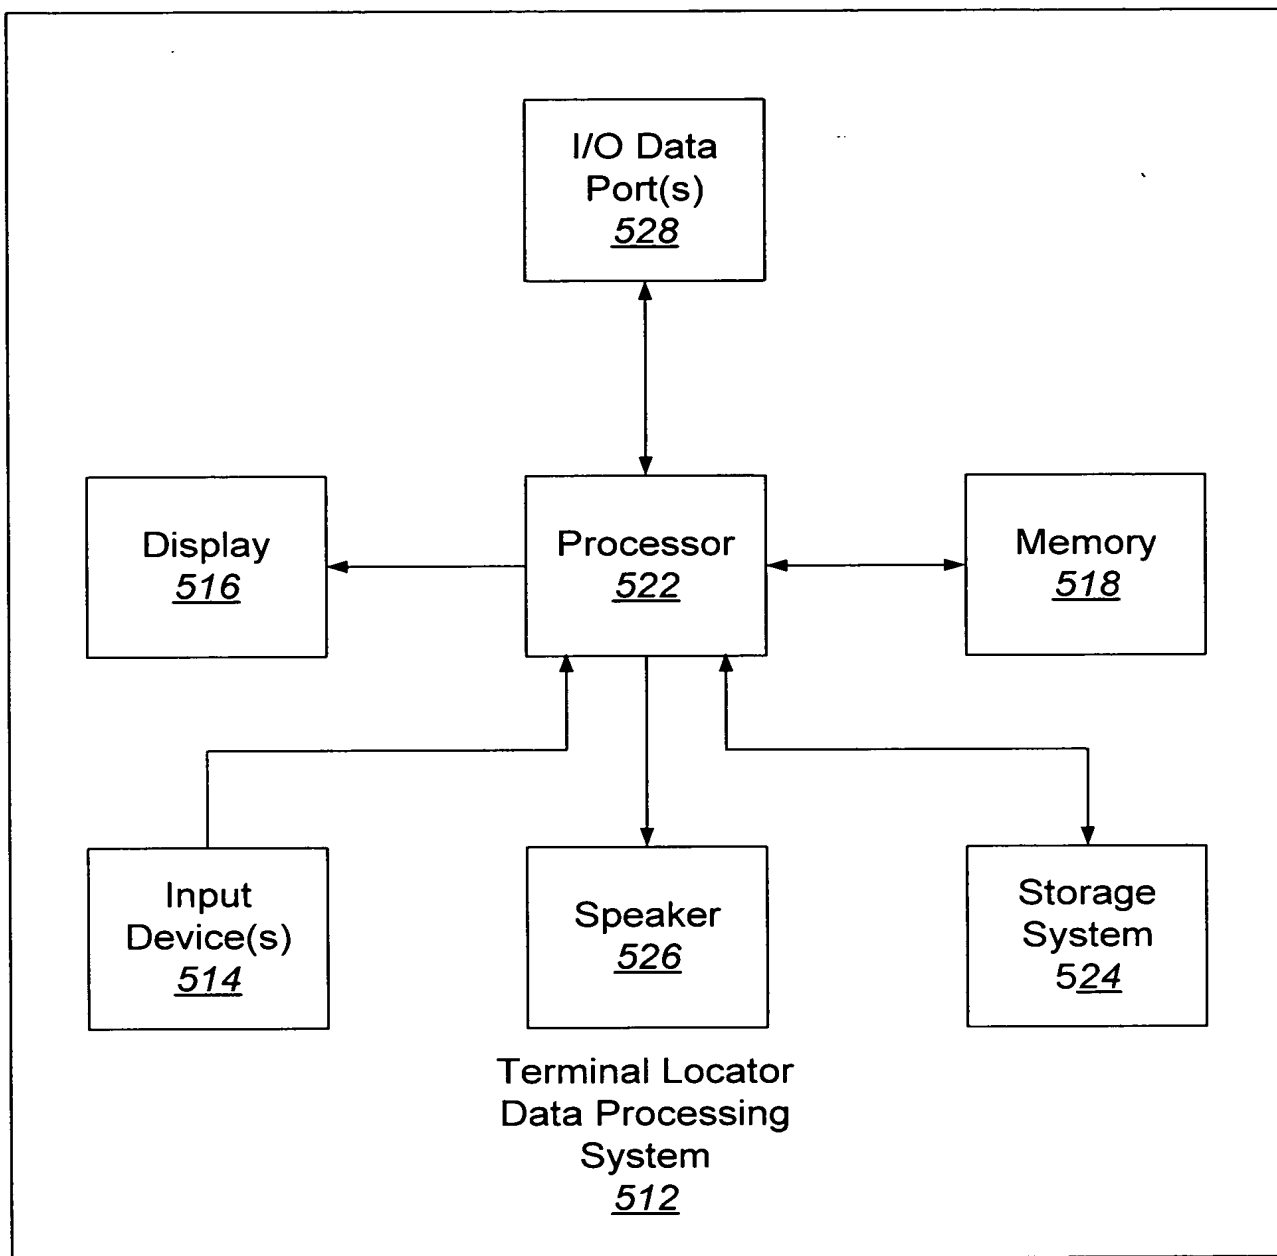 I/O Data
Port(s)
528
Display
516
Processor
522
Memory
518
Input
Device(s)
514
Speaker
526
Storage
System
524
Terminal Locator
Data Processing
System
512